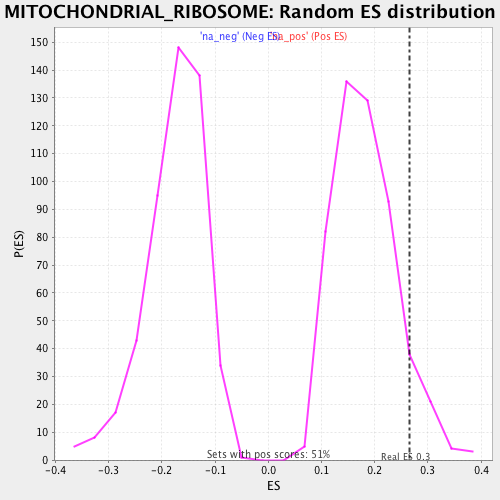 MITOCHONDRIAL_RIBOSOME: Random ES distribution
'na_neg' (Neg ES) 'na_pos' (Pos ES)
150
140
130
120
110
100
90
80
70
60
50
40
30
20
10
0
P(ES)
Sets with pos scores: 51%
Real ES 0.3
-0.4 -0.3 -0.2 -0.1 0.0 0.1 0.2 0.3 0.4
ES